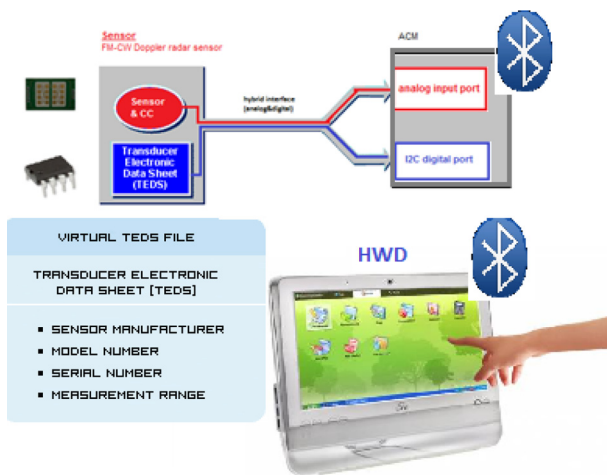 Sensor
FM-CW Doppler radar sensor
ACM
Sensor
& CC
hybrid interface
(analog&digital)
analog input port
Transducer
Electronic
Data Sheet
(TEDS)
I2C digital port
VIRTUAL TEDS FILE
TRANSDUCER ELECTRONIC
DATA SHEET [TEDS]
▪ SENSOR MANUFACTURER
▪ MODEL NUMBER
▪ SERIAL NUMBER
▪ MEASUREMENT RANGE
HWD